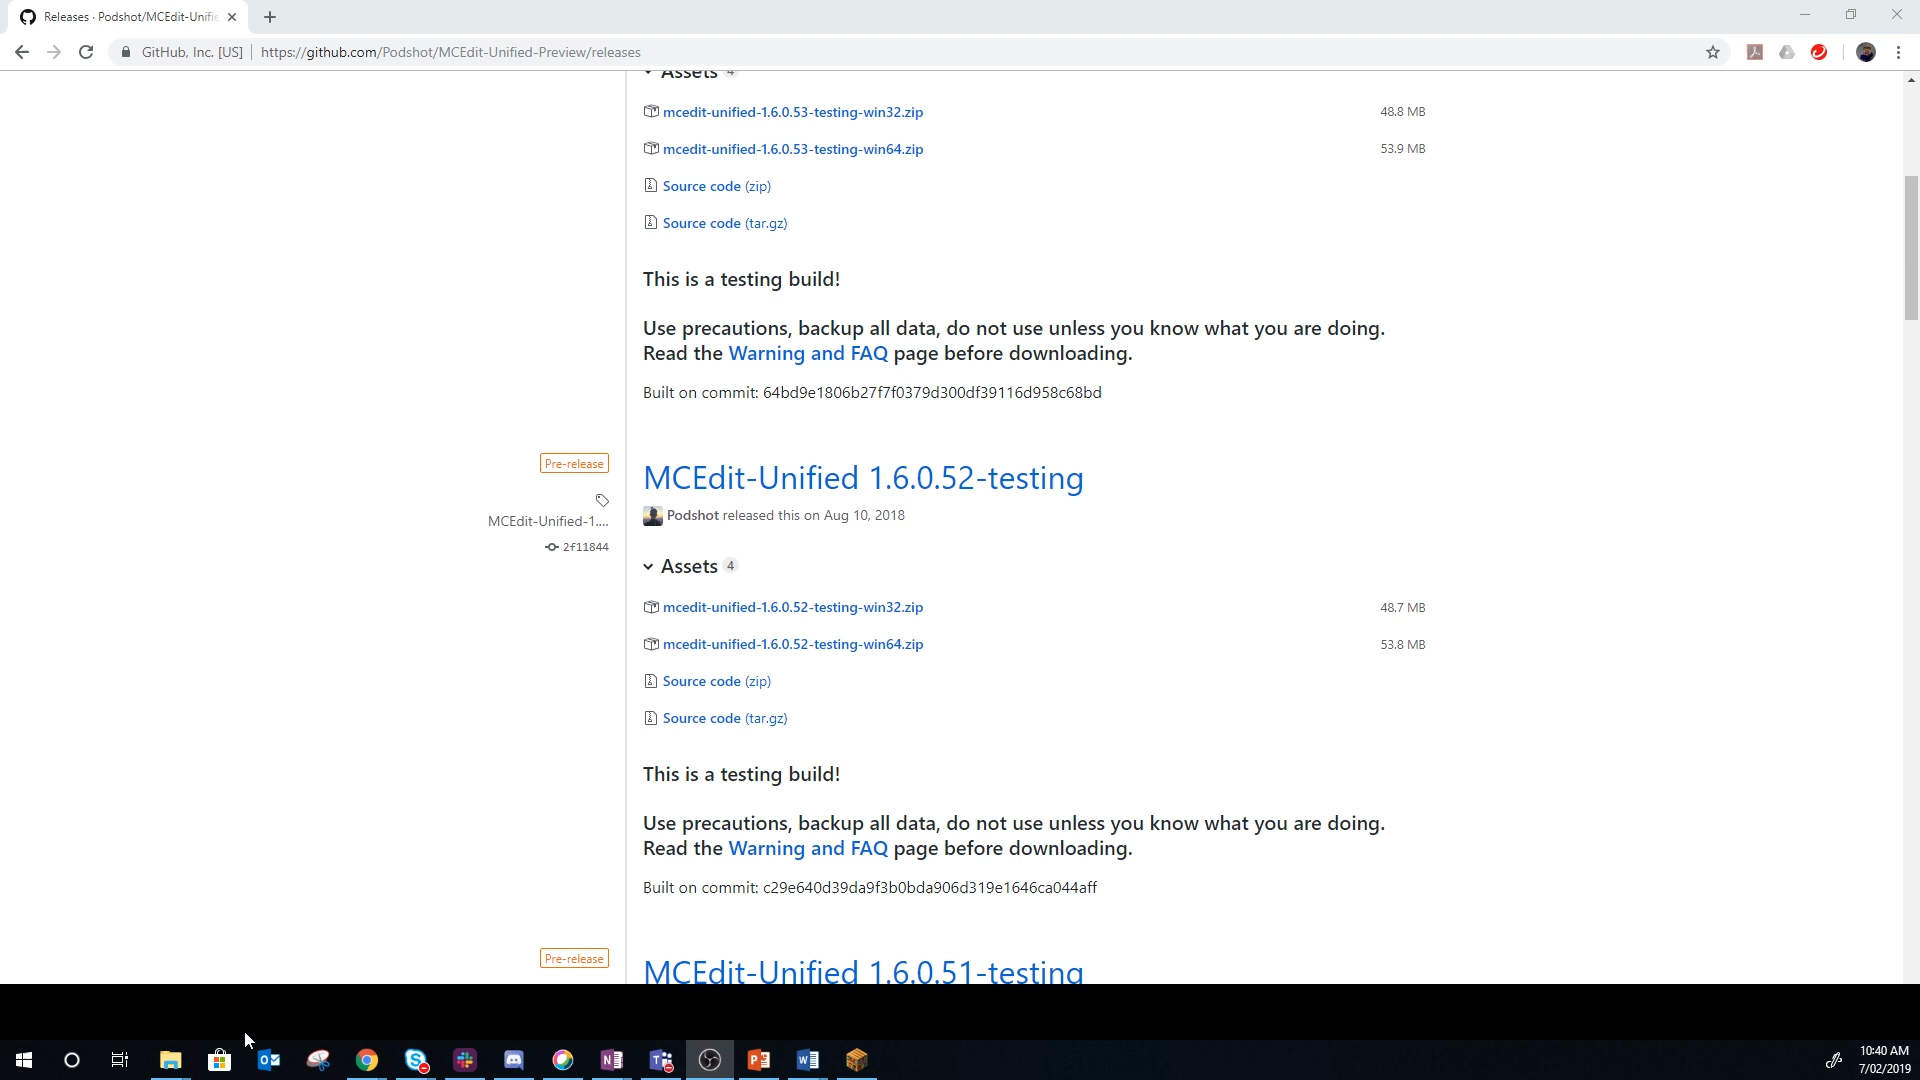 Releases · Podshot/MCEdit-Unifie
GitHub, Inc. [US] https://github.com/Podshot/MCEdit-Unified-Preview/releases
Assets 4
mcedit-unified-1.6.0.53-testing-win32.zip 48.8 MB
mcedit-unified-1.6.0.53-testing-win64.zip 53.9 MB
Source code (zip)
Source code (tar.gz)
This is a testing build!
Use precautions, backup all data, do not use unless you know what you are doing.
Read the Warning and FAQ page before downloading.
Built on commit: 64bd9e1806b27f7f0379d300df39116d958c68bd
Pre-release
MCEdit-Unified-1....
2f11844
MCEdit-Unified 1.6.0.52-testing
Podshot released this on Aug 10, 2018
Assets 4
mcedit-unified-1.6.0.52-testing-win32.zip 48.7 MB
mcedit-unified-1.6.0.52-testing-win64.zip 53.8 MB
Source code (zip)
Source code (tar.gz)
This is a testing build!
Use precautions, backup all data, do not use unless you know what you are doing.
Read the Warning and FAQ page before downloading.
Built on commit: c29e640d39da9f3b0bda906d319e1646ca044aff
Pre-release
MCEdit-Unified 1.6.0.51-testing
10:40 AM
7/02/2019